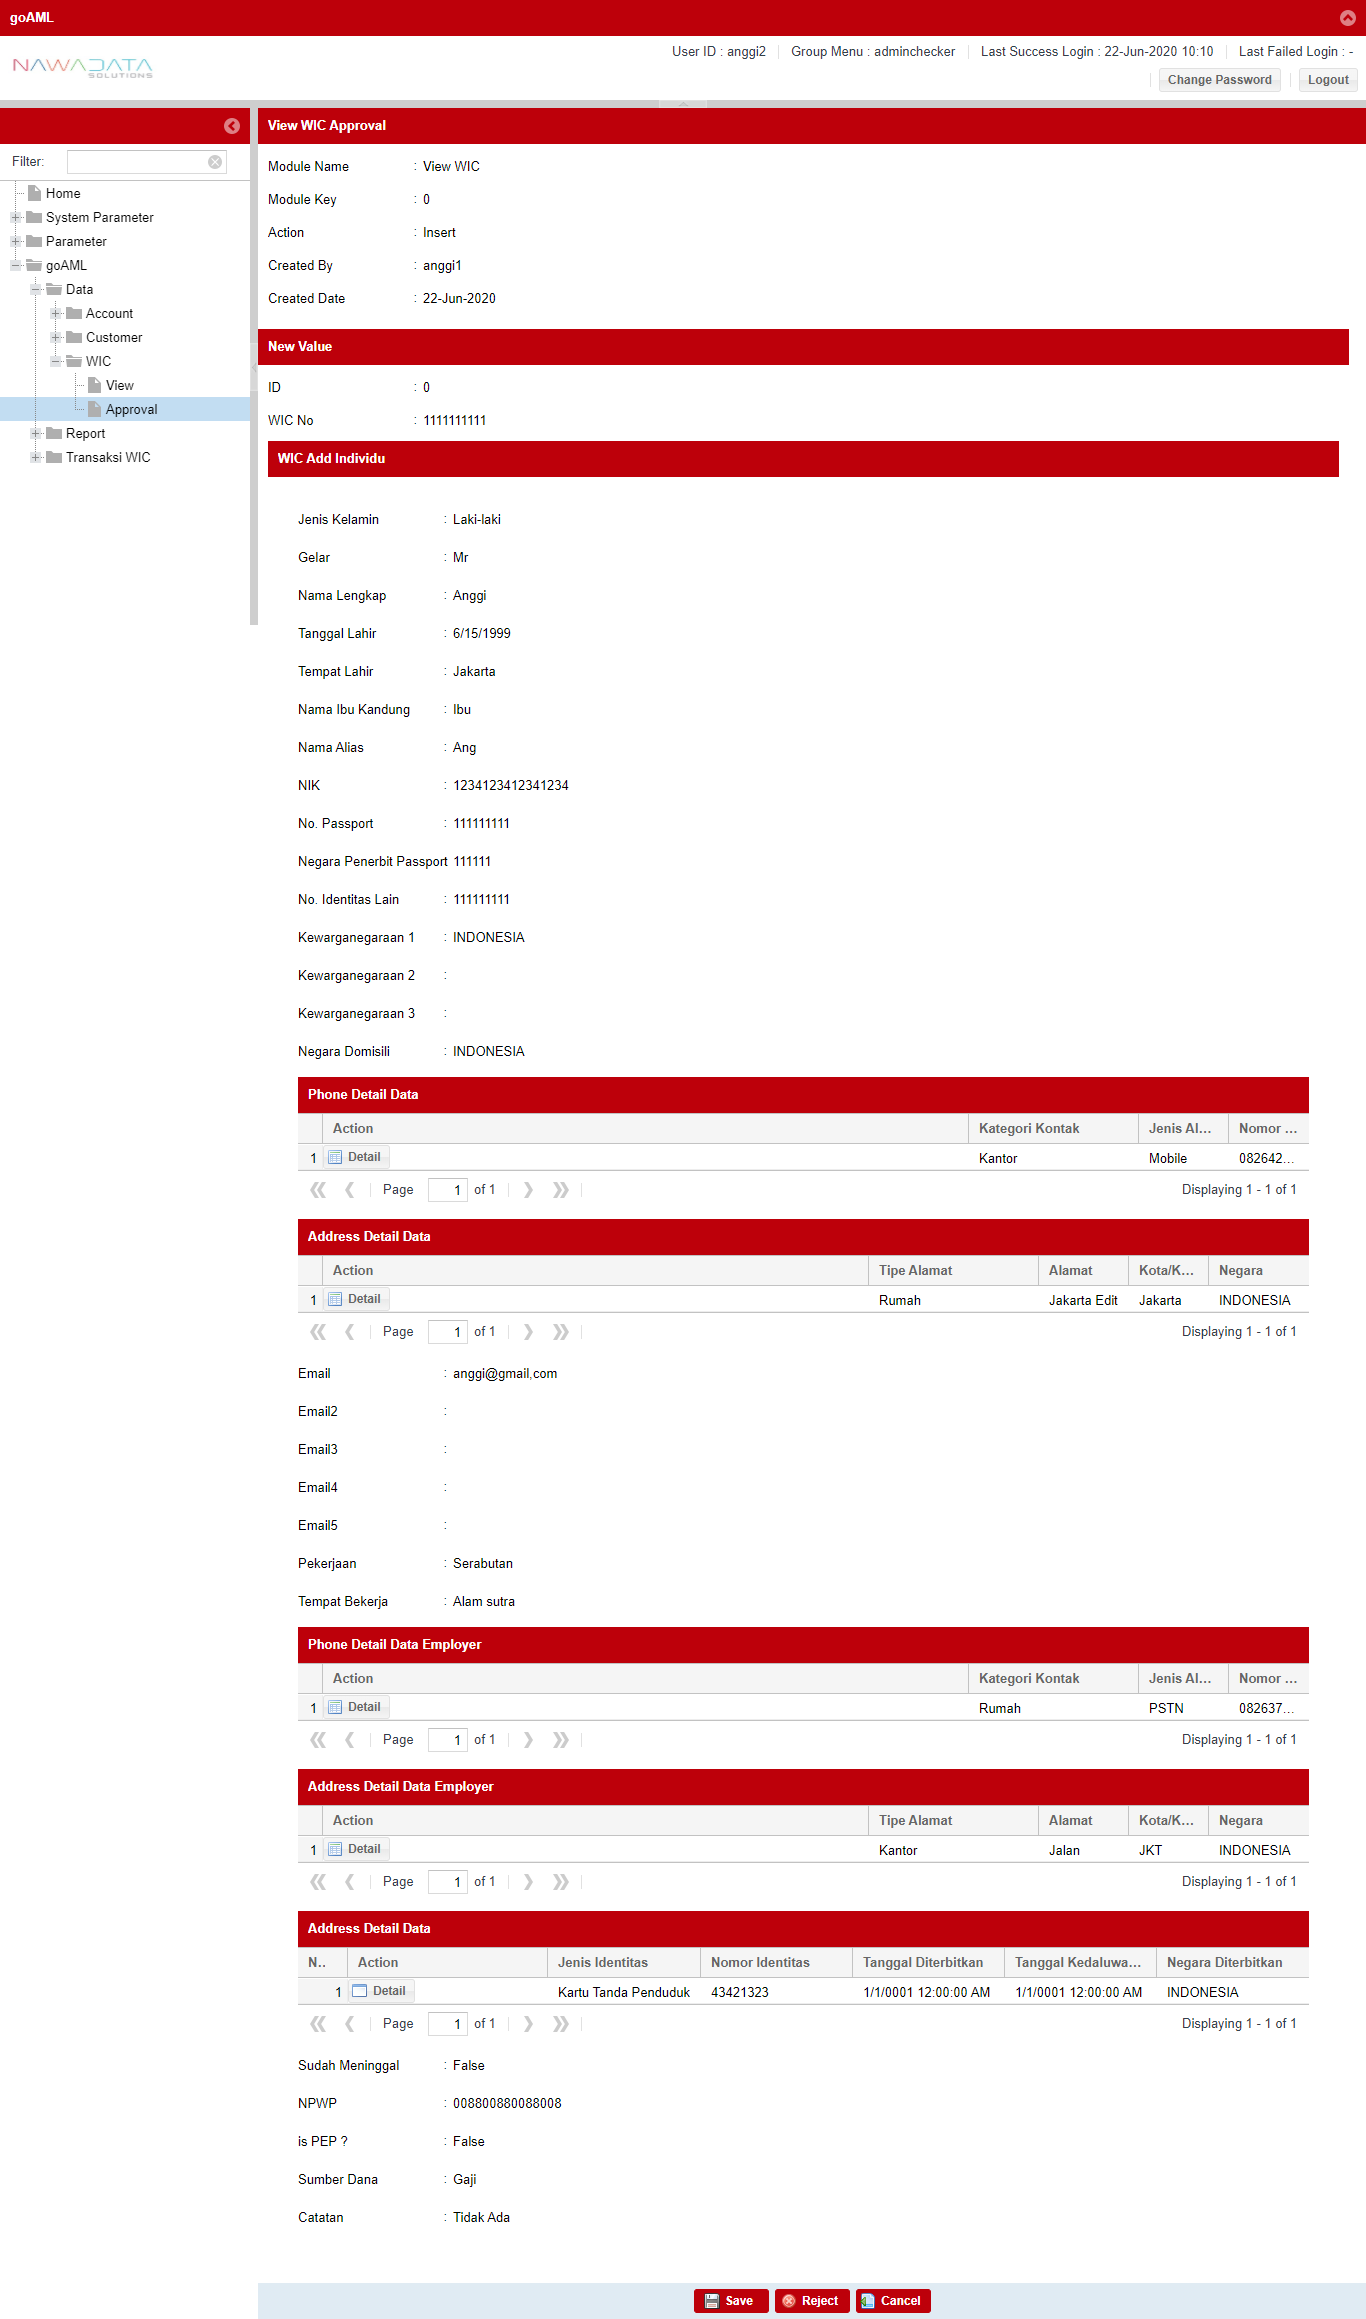 goAML
NAWADATA
SOLUTIONS
User ID : anggi2 Group Menu : adminchecker Last Success Login : 22-Jun-2020 10:10 Last Failed Login : -
Change Password Logout
Filter:
Home
System Parameter
Parameter
goAML
Data
Account
Customer
WIC
View
Approval
Report
Transaksi WIC
View WIC Approval
Module Name : View WIC
Module Key : 0
Action : Insert
Created By : anggi1
Created Date : 22-Jun-2020
New Value
ID : 0
WIC No : 1111111111
WIC Add Individu
Jenis Kelamin : Laki-laki
Gelar : Mr
Nama Lengkap : Anggi
Tanggal Lahir : 6/15/1999
Tempat Lahir : Jakarta
Nama Ibu Kandung : Ibu
Nama Alias : Ang
NIK : 1234123412341234
No. Passport : 111111111
Negara Penerbit Passport 111111
No. Identitas Lain : 111111111
Kewarganegaraan 1 : INDONESIA
Kewarganegaraan 2 :
Kewarganegaraan 3 :
Negara Domisili : INDONESIA
Phone Detail Data
Action Kategori Kontak Jenis Al... Nomor ...
1 Detail Kantor Mobile 082642...
Page 1 of 1 Displaying 1 - 1 of 1
Address Detail Data
Action Tipe Alamat Alamat Kota/K... Negara
1 Detail Rumah Jakarta Edit Jakarta INDONESIA
Page 1 of 1 Displaying 1 - 1 of 1
Email : anggi@gmail,com
Email2 :
Email3 :
Email4 :
Email5 :
Pekerjaan : Serabutan
Tempat Bekerja : Alam sutra
Phone Detail Data Employer
Action Kategori Kontak Jenis Al... Nomor ...
1 Detail Rumah PSTN 082637...
Page 1 of 1 Displaying 1 - 1 of 1
Address Detail Data Employer
Action Tipe Alamat Alamat Kota/K... Negara
1 Detail Kantor Jalan JKT INDONESIA
Page 1 of 1 Displaying 1 - 1 of 1
Address Detail Data
N.. Action Jenis Identitas Nomor Identitas Tanggal Diterbitkan Tanggal Kedaluwa... Negara Diterbitkan
1 Detail Kartu Tanda Penduduk 43421323 1/1/0001 12:00:00 AM 1/1/0001 12:00:00 AM INDONESIA
Page 1 of 1 Displaying 1 - 1 of 1
Sudah Meninggal : False
NPWP : 008800880088008
is PEP ? : False
Sumber Dana : Gaji
Catatan : Tidak Ada
Save Reject Cancel